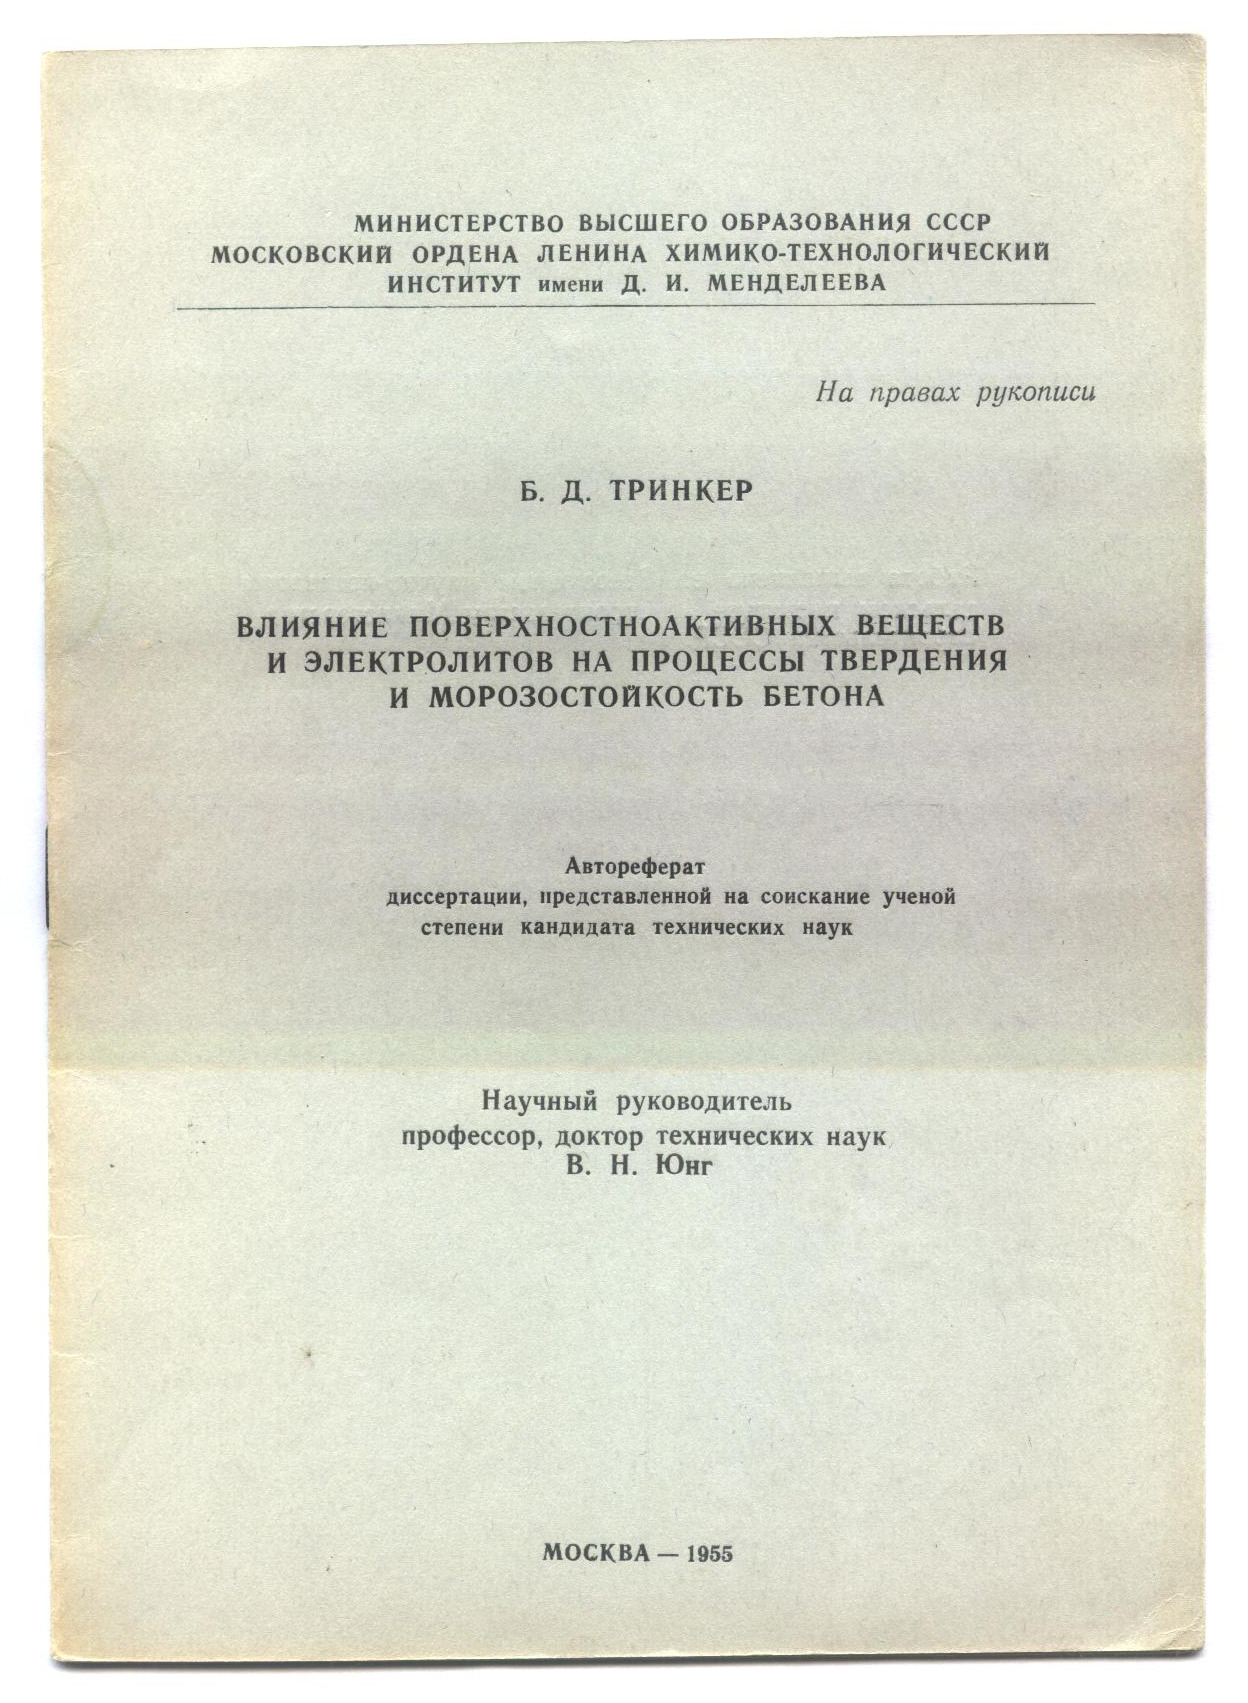 МИНИСТЕРСТВО ВЫСШЕГО ОБРАЗОВАНИЯ СССР
МОСКОВСКИЙ ОРДЕНА ЛЕНИНА ХИМИКО-ТЕХНОЛОГИЧЕСКИЙ
ИНСТИТУТ имени Д. И. МЕНДЕЛЕЕВА
На правах рукописи
Б. Д. ТРИНКЕР
ВЛИЯНИЕ ПОВЕРХНОСТНОАКТИВНЫХ ВЕЩЕСТВ
И ЭЛЕКТРОЛИТОВ НА ПРОЦЕССЫ ТВЕРДЕНИЯ
И МОРОЗОСТОЙКОСТЬ БЕТОНА
Автореферат
диссертации, представленной на соискание ученой
степени кандидата технических наук
Научный руководитель
профессор, доктор технических наук
В. Н. Юнг
МОСКВА — 1955